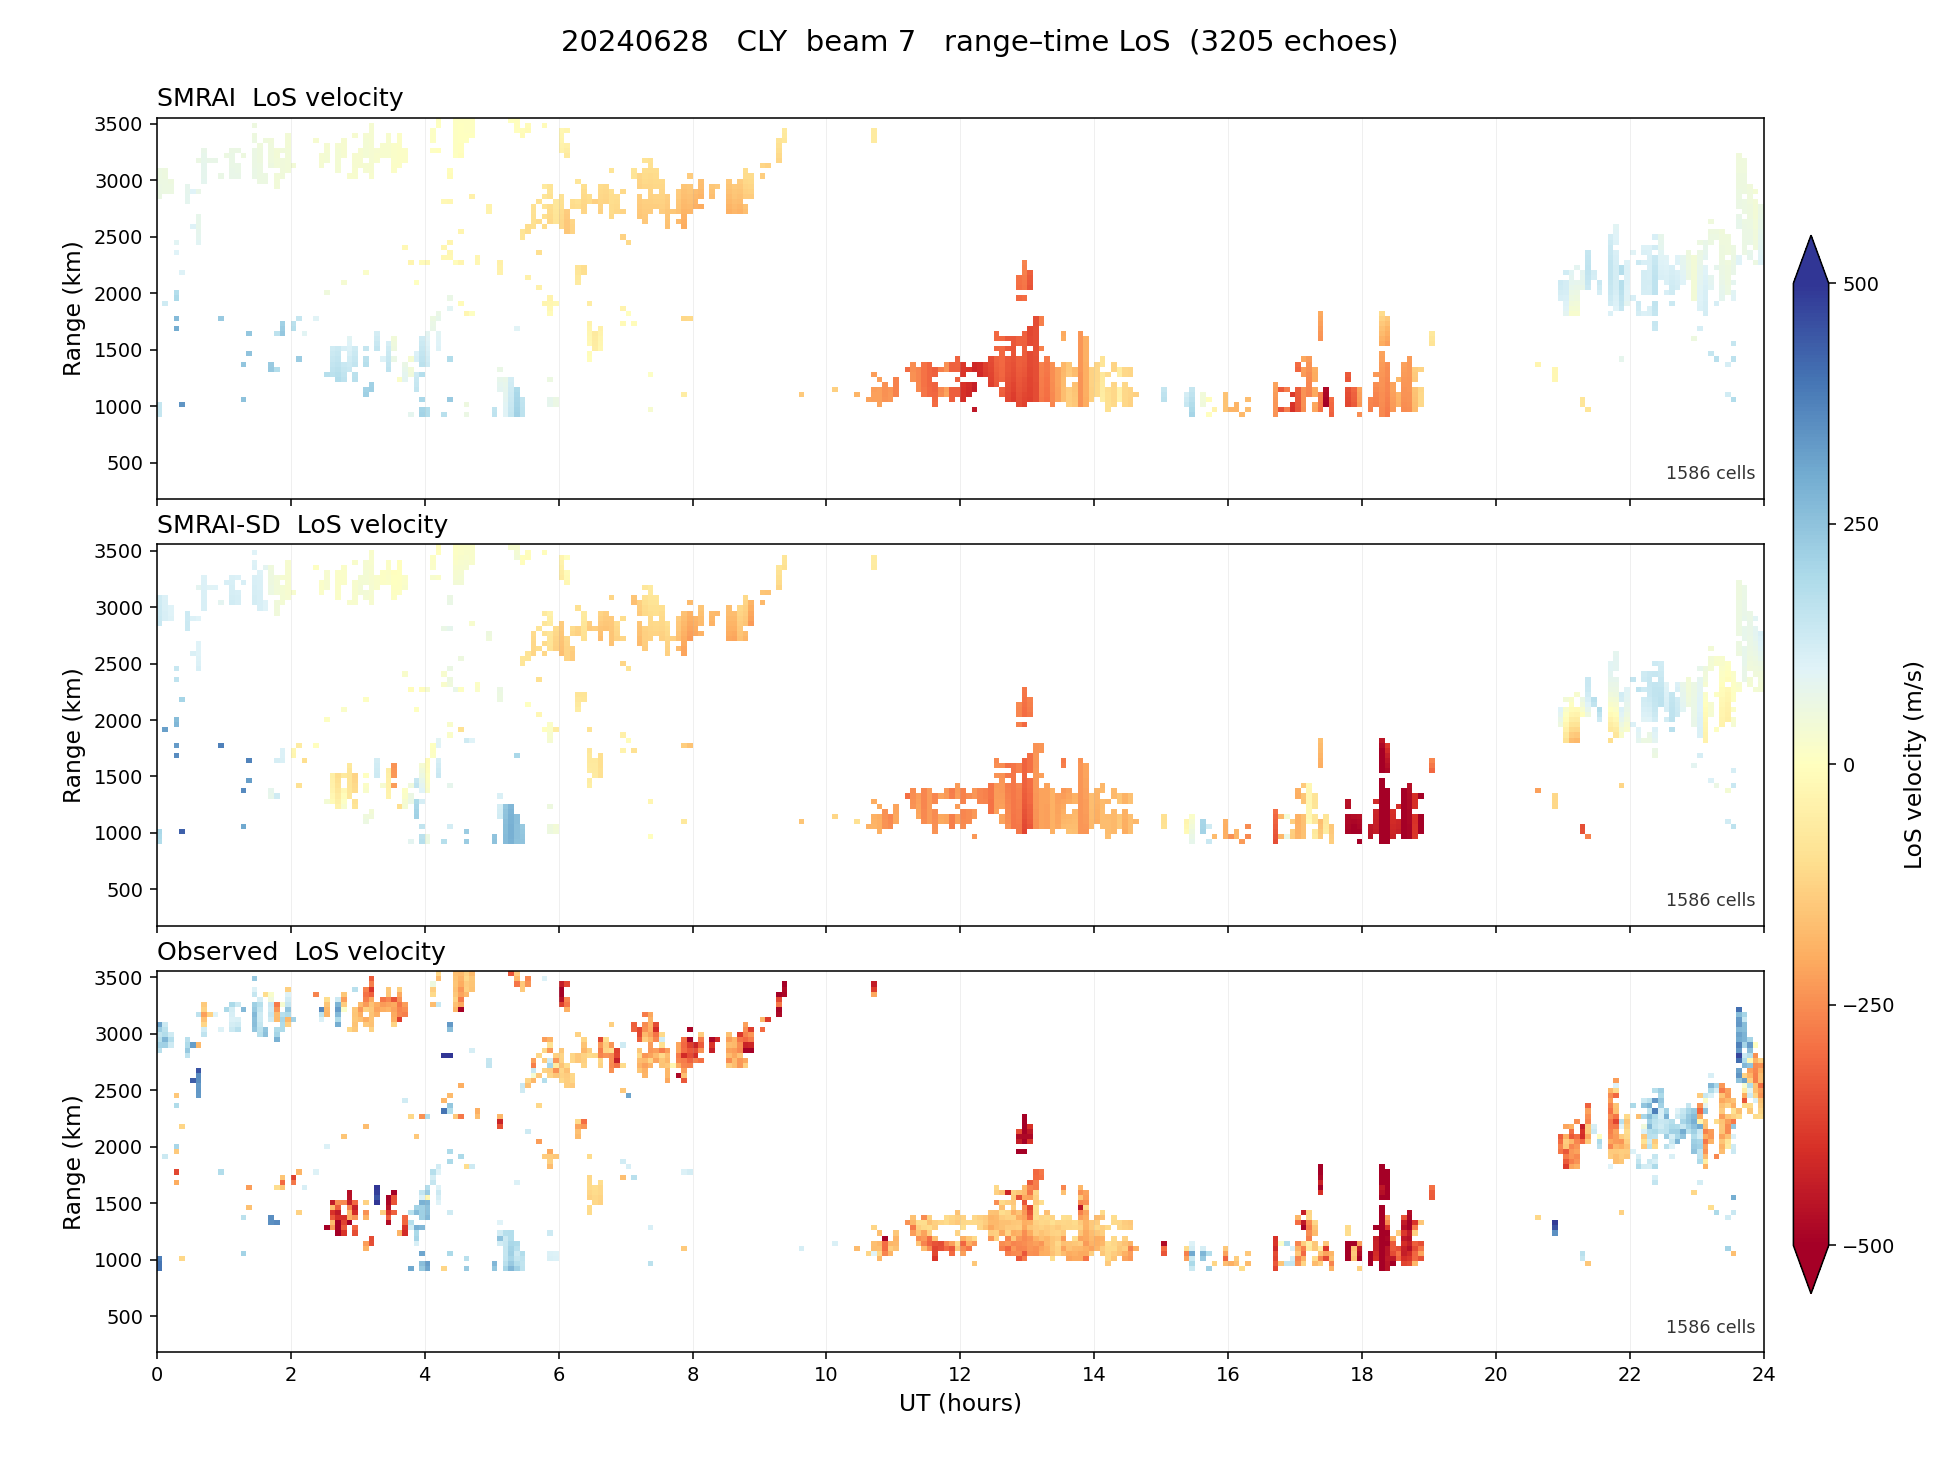 20240628   CLY  beam 7   range–time LoS  (3205 echoes)
SMRAI  LoS velocity
3500
3000
2500
2000
1500
1000
500
Range (km)
1586 cells
SMRAI-SD  LoS velocity
3500
3000
2500
2000
1500
1000
500
Range (km)
1586 cells
Observed  LoS velocity
3500
3000
2500
2000
1500
1000
500
Range (km)
1586 cells
0 2 4 6 8 10 12 14 16 18 20 22 24
UT (hours)
500
250
0
−250
−500
LoS velocity (m/s)